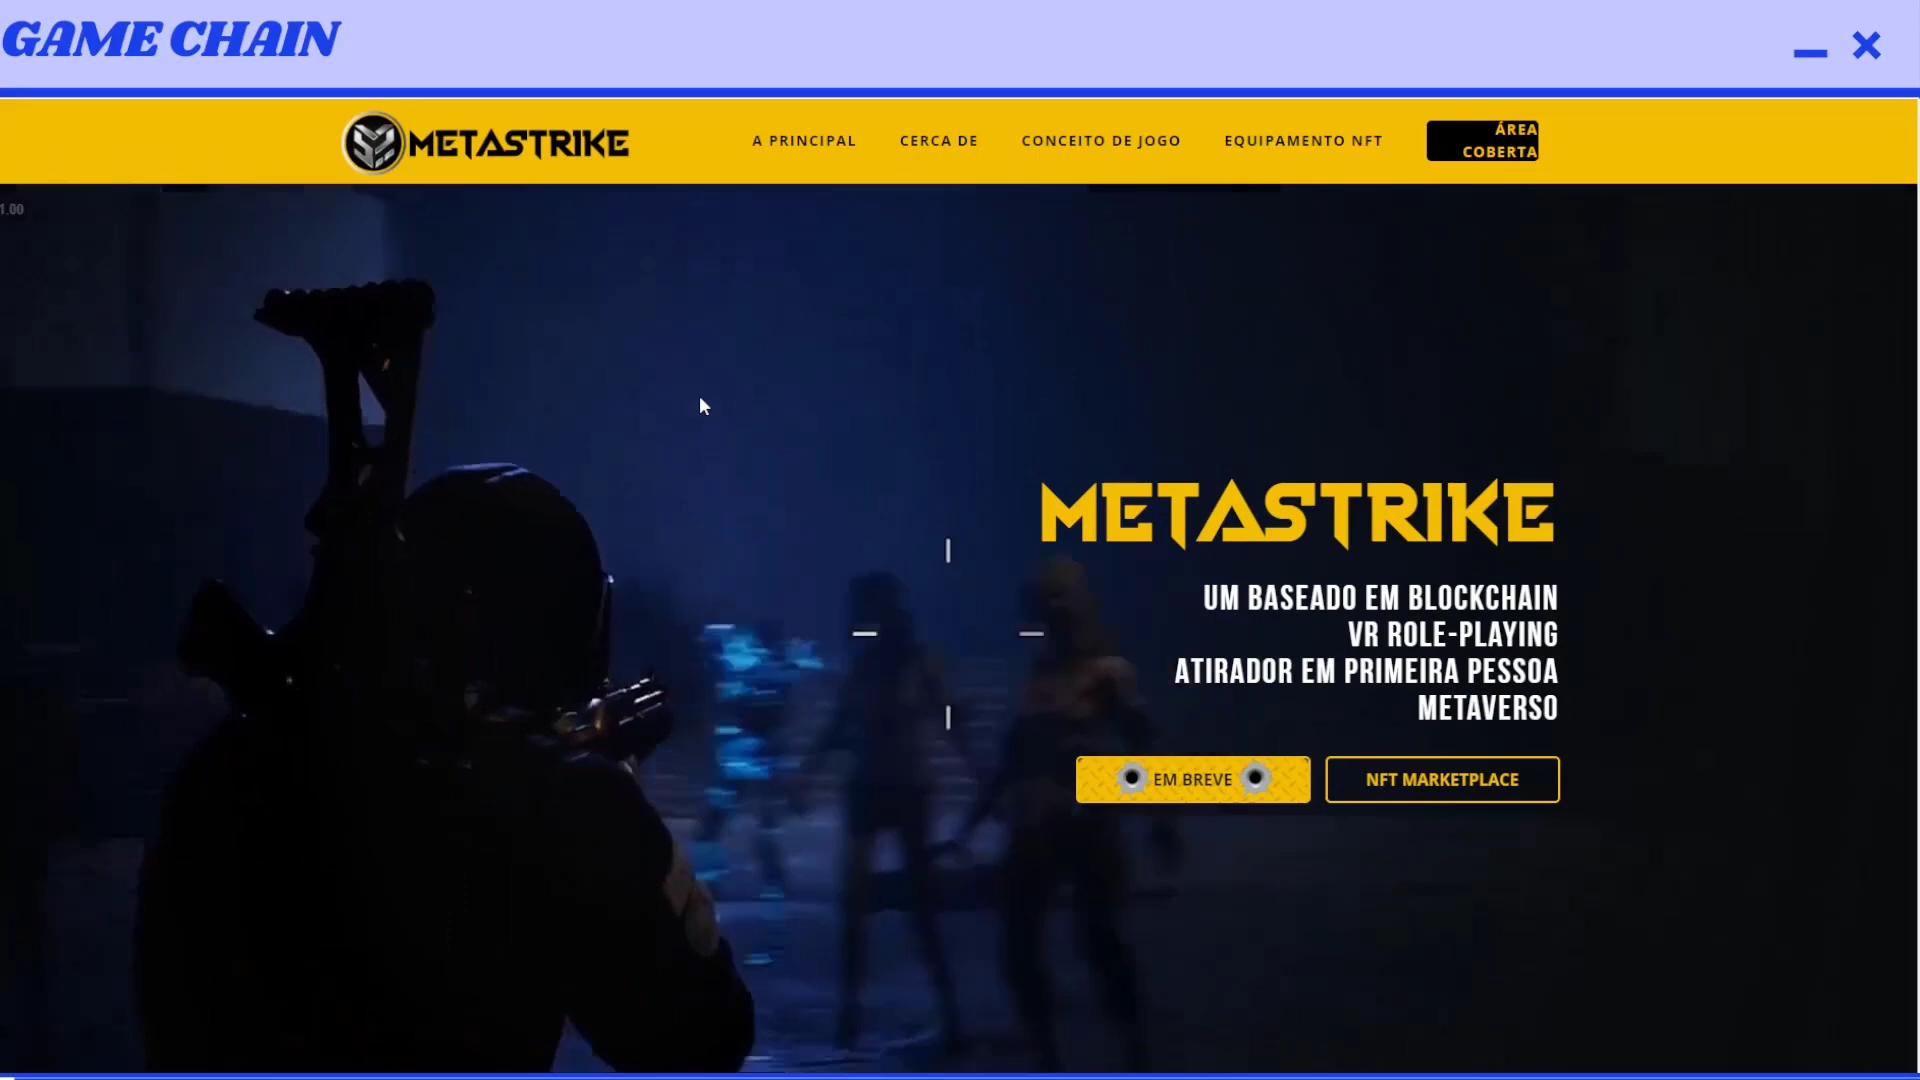 GAME CHAIN
METASTRIKE
A PRINCIPAL
CERCA DE
CONCEITO DE JOGO
EQUIPAMENTO NFT
ÁREA
COBERTA
1.00
METASTRIKE
UM BASEADO EM BLOCKCHAIN
VR ROLE-PLAYING
ATIRADOR EM PRIMEIRA PESSOA
METAVERSO
EM BREVE
NFT MARKETPLACE